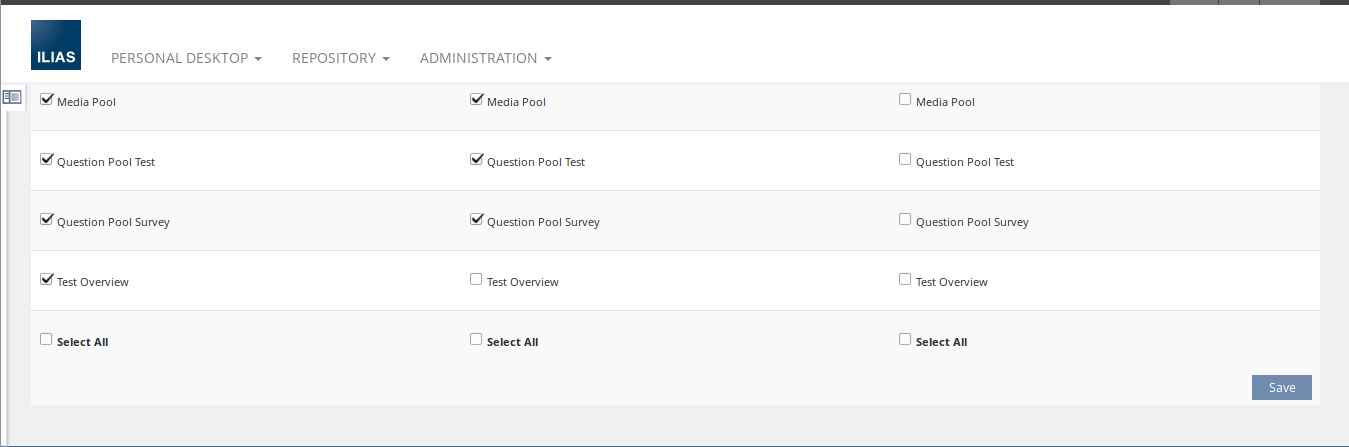 ILIAS
PERSONAL DESKTOP REPOSITORY ADMINISTRATION
Media Pool Media Pool Media Pool
Question Pool Test Question Pool Test Question Pool Test
Question Pool Survey Question Pool Survey Question Pool Survey
Test Overview Test Overview Test Overview
Select All Select All Select All
Save